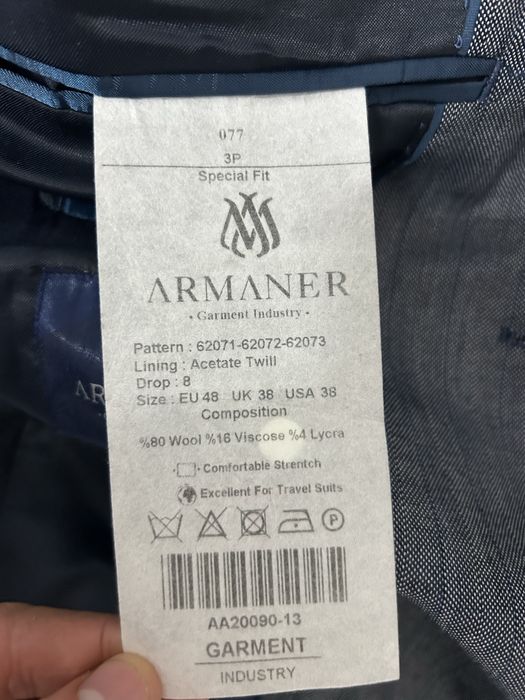 077
3P
Special Fit
ARMANER
• Garment Industry •
Pattern : 62071-62072-62073
Lining : Acetate Twill
Drop : 8
Size : EU 48 UK 38 USA 38
Composition
%80 Wool %16 Viscose %4 Lycra
Comfortable Strentch
Excellent For Travel Suits
P
AA20090-13
GARMENT
INDUSTRY
AR